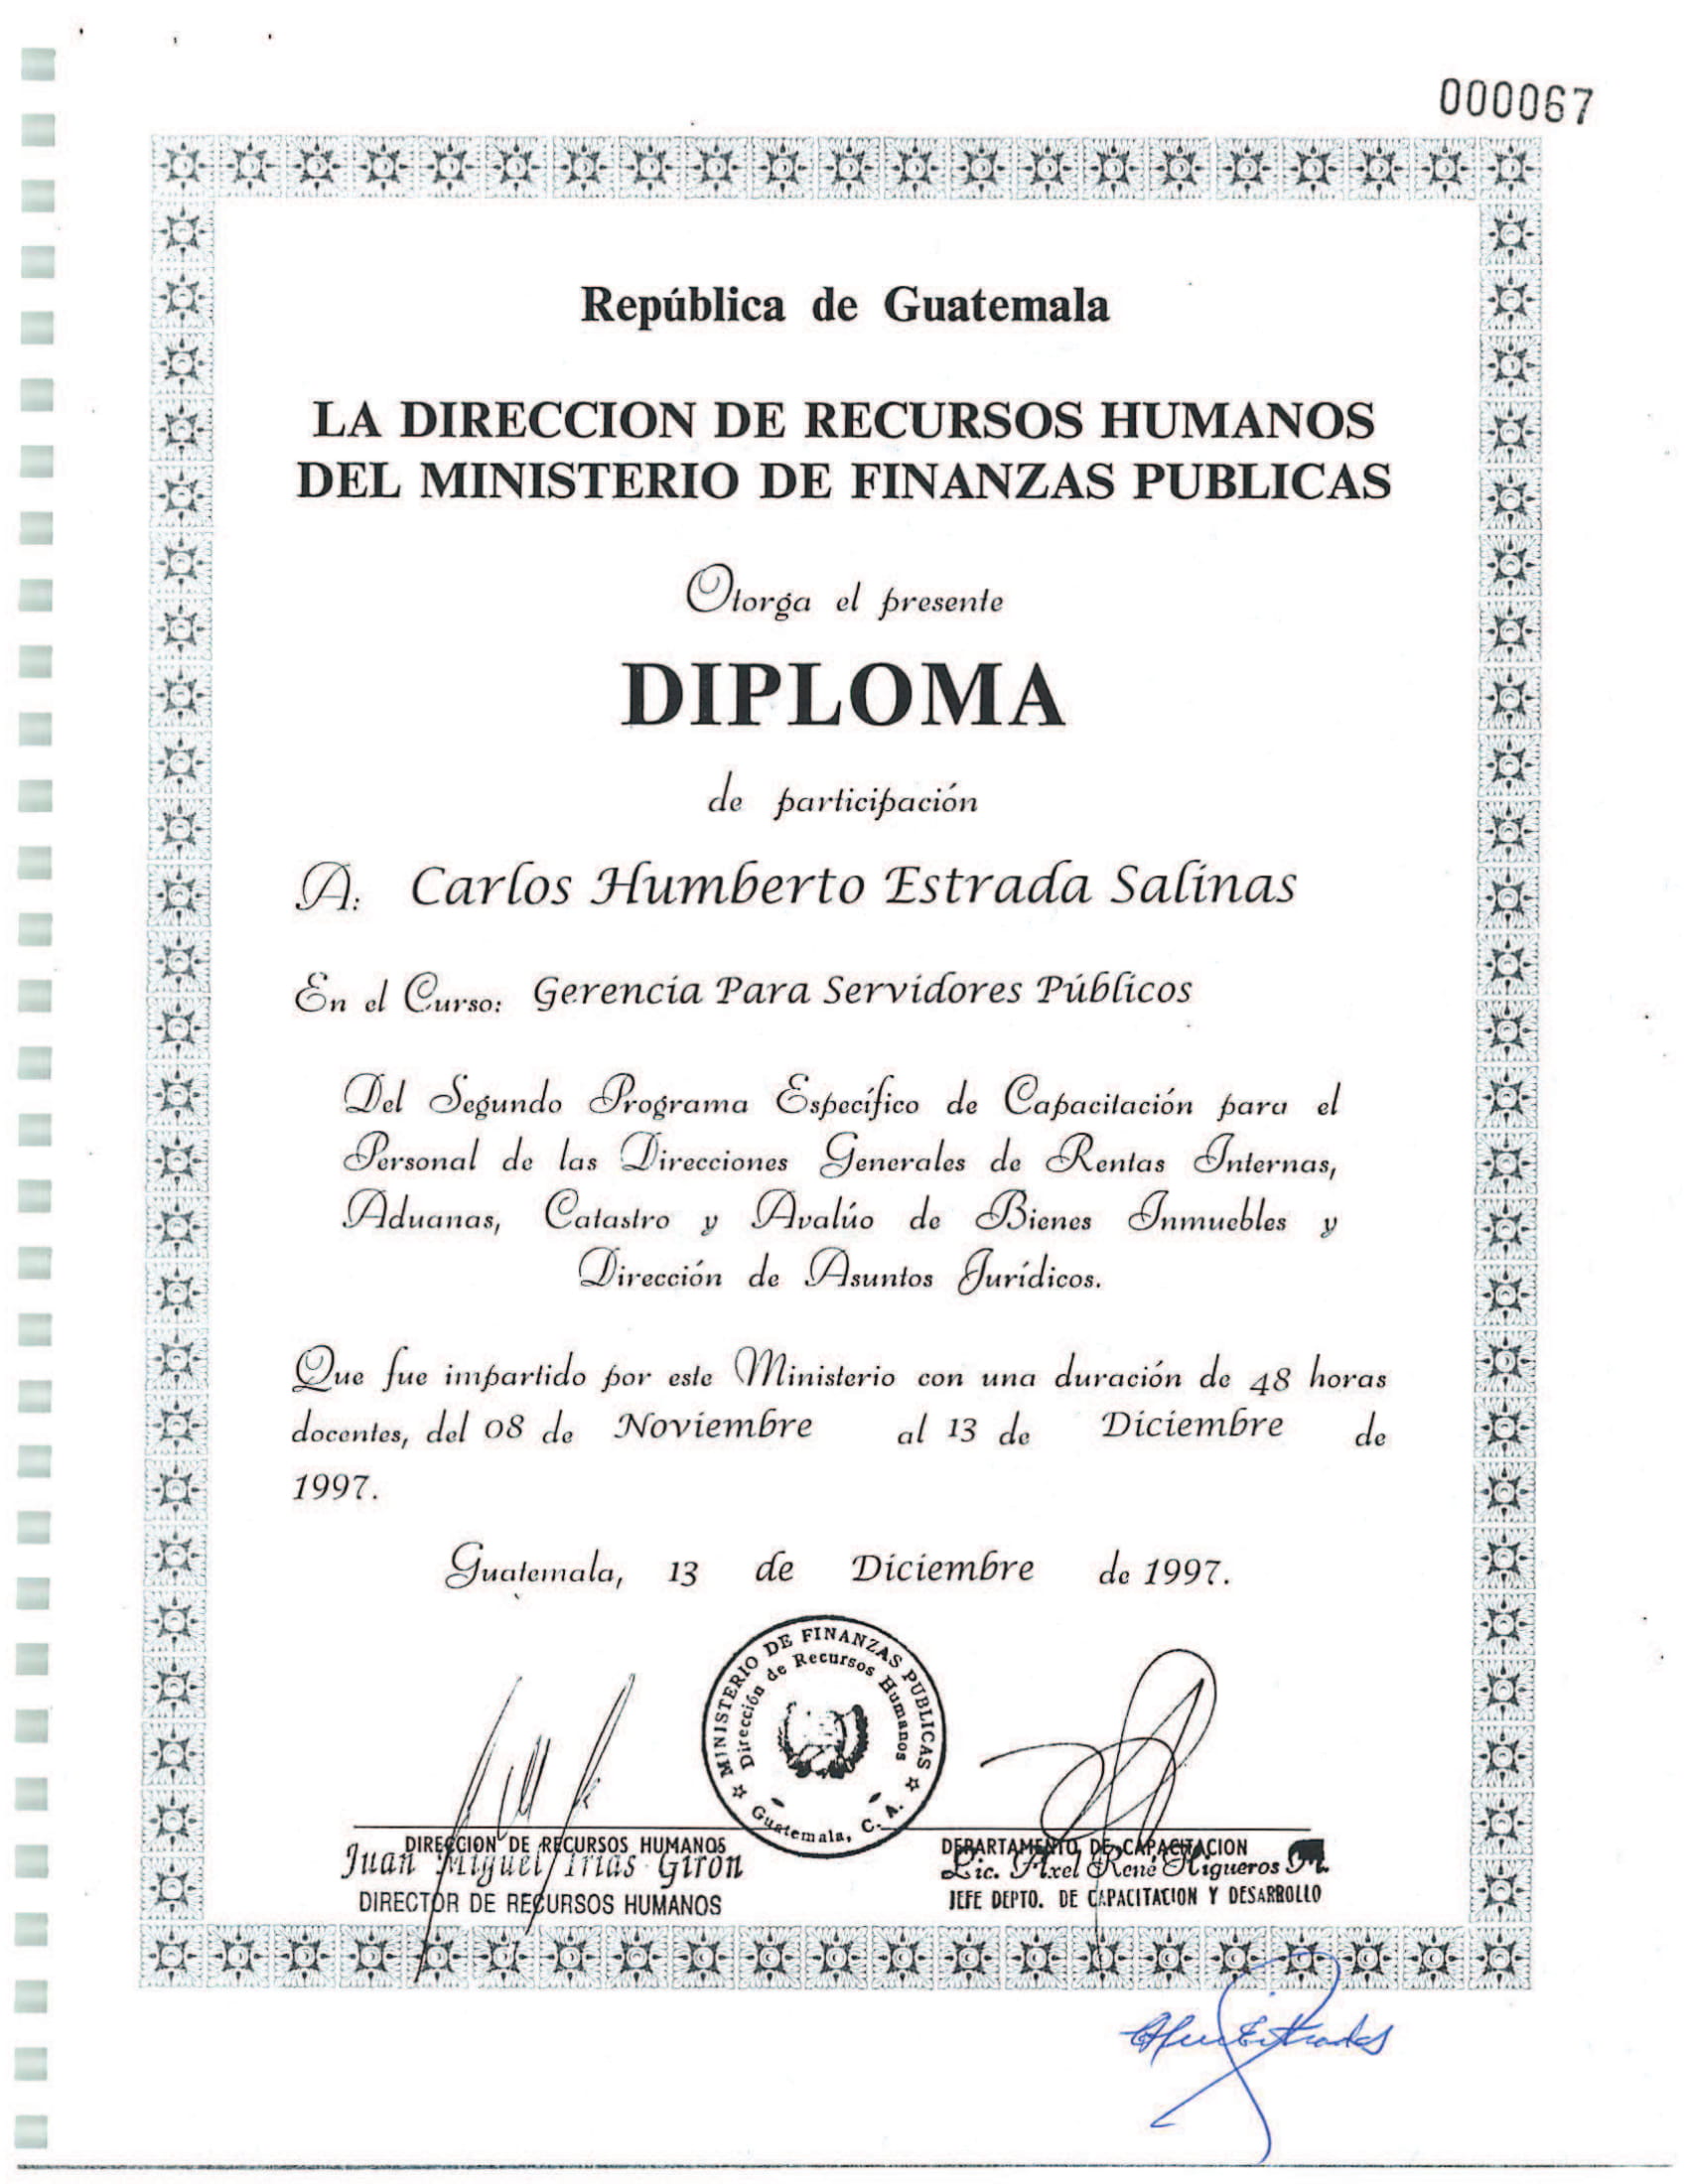 000067
República de Guatemala
LA DIRECCION DE RECURSOS HUMANOS
DEL MINISTERIO DE FINANZAS PUBLICAS
Otorga el presente
DIPLOMA
de participación
A: Carlos Humberto Estrada Salinas
En el Curso: Gerencia Para Servidores Públicos
Del Segundo Programa Específico de Capacitación para el
Personal de las Direcciones Generales de Rentas Internas,
Aduanas, Catastro y Avalúo de Bienes Inmuebles y
Dirección de Asuntos Jurídicos.
Que fue impartido por este Ministerio con una duración de 48 horas
docentes, del 08 de Noviembre al 13 de Diciembre de
1997.
Guatemala, 13 de Diciembre de 1997.
MINISTERIO DE FINANZAS PUBLICAS
Dirección de Recursos Humanos
Guatemala, C. A.
DIRECCION DE RECURSOS HUMANOS
Juan Miguel Irias Girón
DIRECTOR DE RECURSOS HUMANOS
DEPARTAMENTO DE CAPACITACION
Lic. Axel René Higueros
JEFE DEPTO. DE CAPACITACION Y DESARROLLO